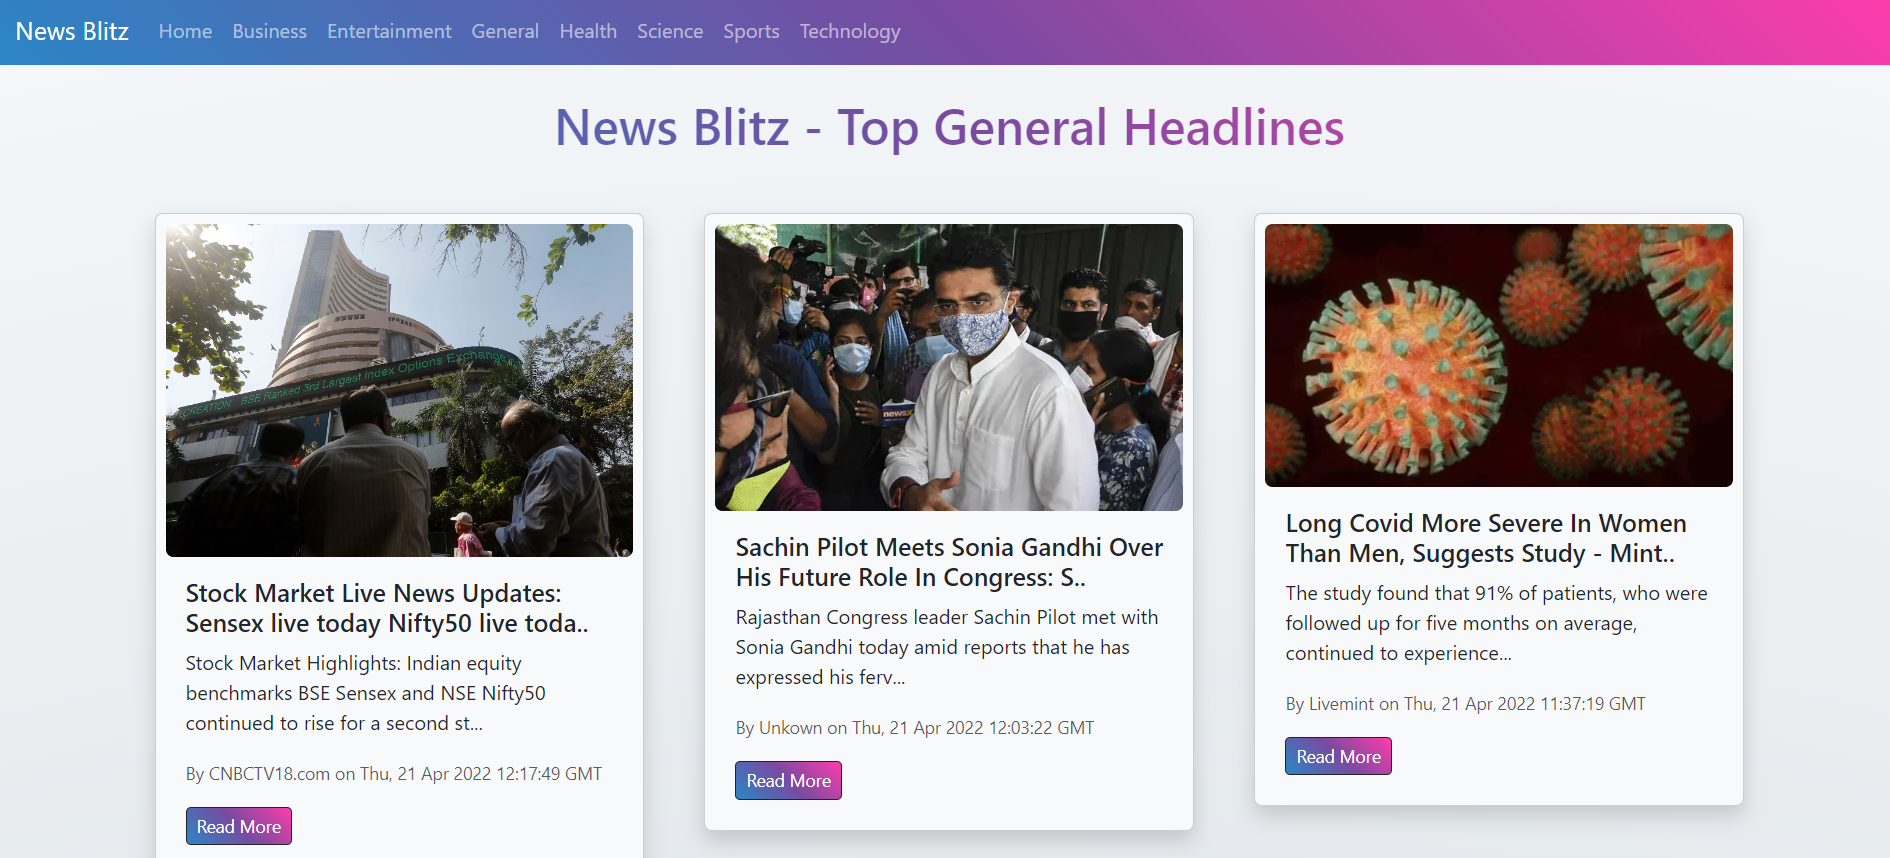 News Blitz Home Business Entertainment General Health Science Sports Technology
News Blitz - Top General Headlines
CREATION BSE Ranked 3rd Largest Index Options Exchange
Stock Market Live News Updates:
Sensex live today Nifty50 live toda..
Stock Market Highlights: Indian equity
benchmarks BSE Sensex and NSE Nifty50
continued to rise for a second st...
By CNBCTV18.com on Thu, 21 Apr 2022 12:17:49 GMT
Read More
newsx
Sachin Pilot Meets Sonia Gandhi Over
His Future Role In Congress: S..
Rajasthan Congress leader Sachin Pilot met with
Sonia Gandhi today amid reports that he has
expressed his ferv...
By Unkown on Thu, 21 Apr 2022 12:03:22 GMT
Read More
Long Covid More Severe In Women
Than Men, Suggests Study - Mint..
The study found that 91% of patients, who were
followed up for five months on average,
continued to experience...
By Livemint on Thu, 21 Apr 2022 11:37:19 GMT
Read More